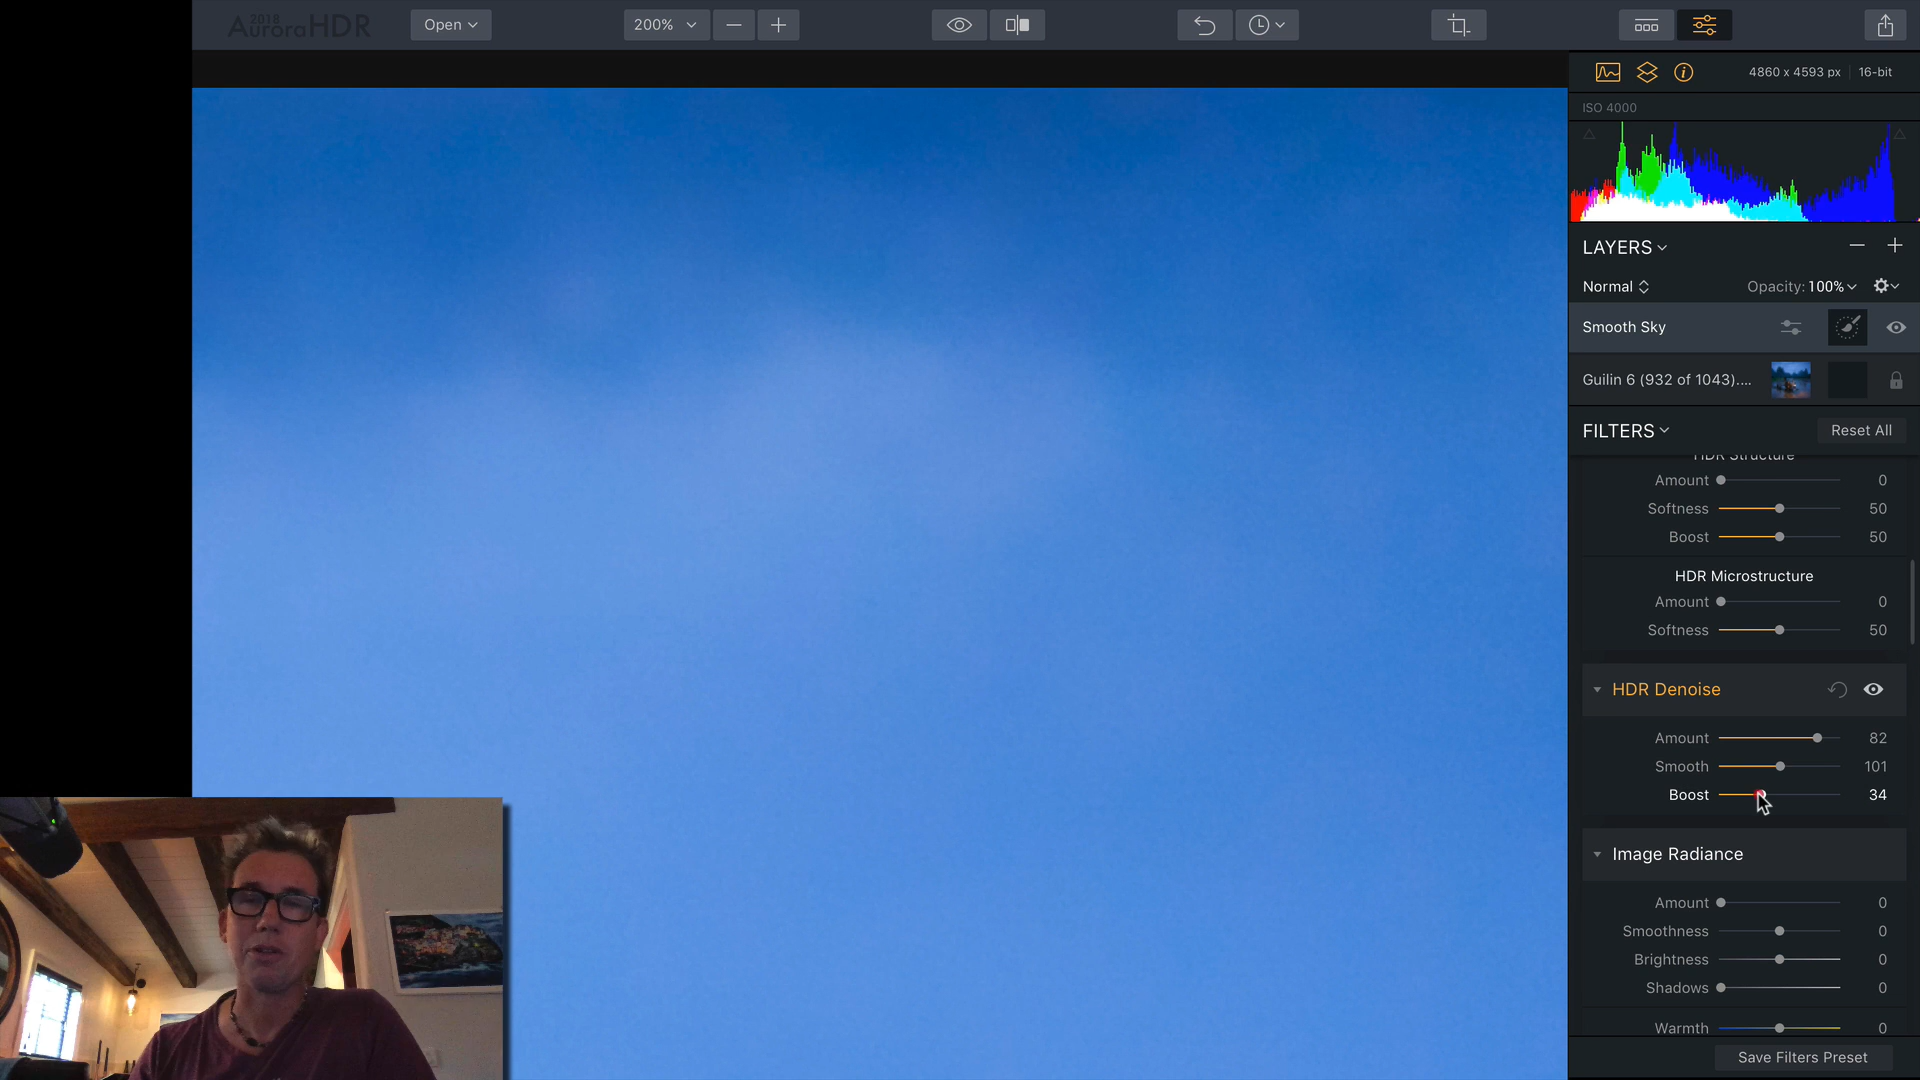 2018
AuroraHDR
Open
200%
4860 x 4593 px
16-bit
ISO 4000
LAYERS
Normal
Opacity: 100%
Smooth Sky
Guilin 6 (932 of 1043)....
FILTERS
Reset All
HDR Structure
Amount 0
Softness 50
Boost 50
HDR Microstructure
Amount 0
Softness 50
HDR Denoise
Amount 82
Smooth 101
Boost 34
Image Radiance
Amount 0
Smoothness 0
Brightness 0
Shadows 0
Warmth 0
Save Filters Preset